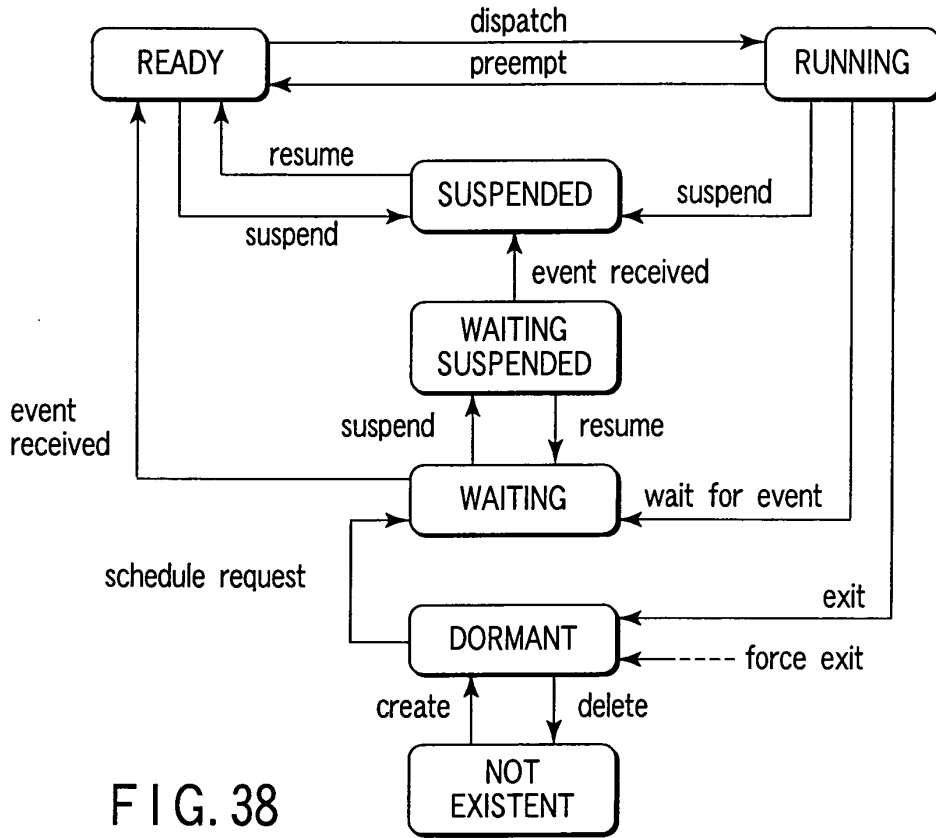 dispatch
READY
RUNNING
preempt
resume
SUSPENDED
suspend
suspend
event received
WAITING
SUSPENDED
event
received
suspend
resume
WAITING
wait for event
schedule request
exit
DORMANT
force exit
create
delete
NOT
EXISTENT
FIG. 38